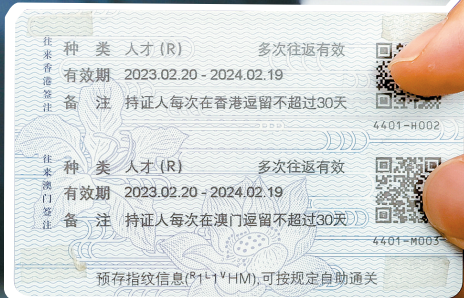 往来香港签注
种 类 人才（R） 多次往返有效
有效期 2023.02.20 - 2024.02.19
备 注 持证人每次在香港逗留不超过30天
4401-H002
往来澳门签注
种 类 人才（R） 多次往返有效
有效期 2023.02.20 - 2024.02.19
备 注 持证人每次在澳门逗留不超过30天
4401-M003
预存指纹信息(ᴿ1ᴸ1ⱽHM),可按规定自助通关